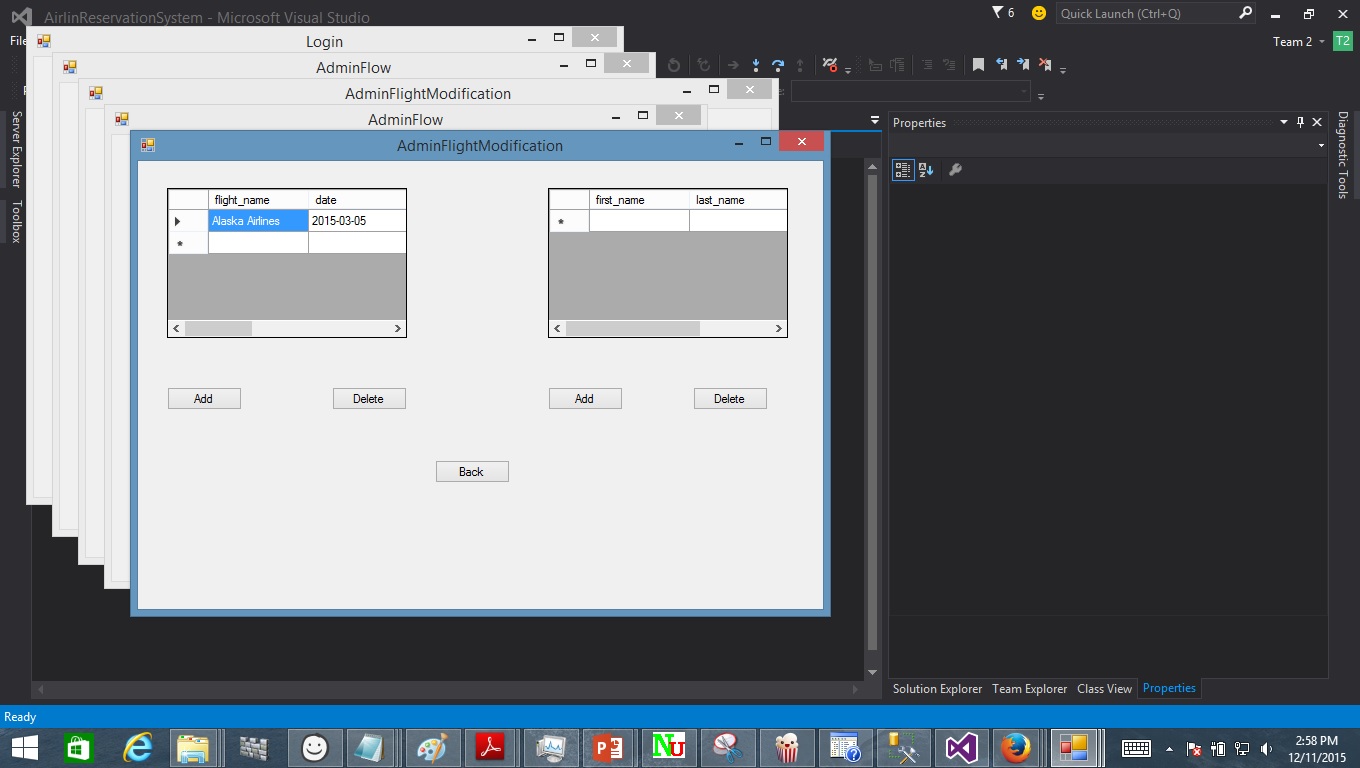 AirlinReservationSystem - Microsoft Visual Studio
6
Quick Launch (Ctrl+Q)
File
Login
Team 2
T2
AdminFlow
AdminFlightModification
AdminFlow
AdminFlightModification
Server Explorer
Toolbox
Properties
Diagnostic Tools
flight_name date
Alaska Airlines 2015-03-05
first_name last_name
Add
Delete
Add
Delete
Back
Solution Explorer
Team Explorer
Class View
Properties
Ready
Nu
2:58 PM
12/11/2015